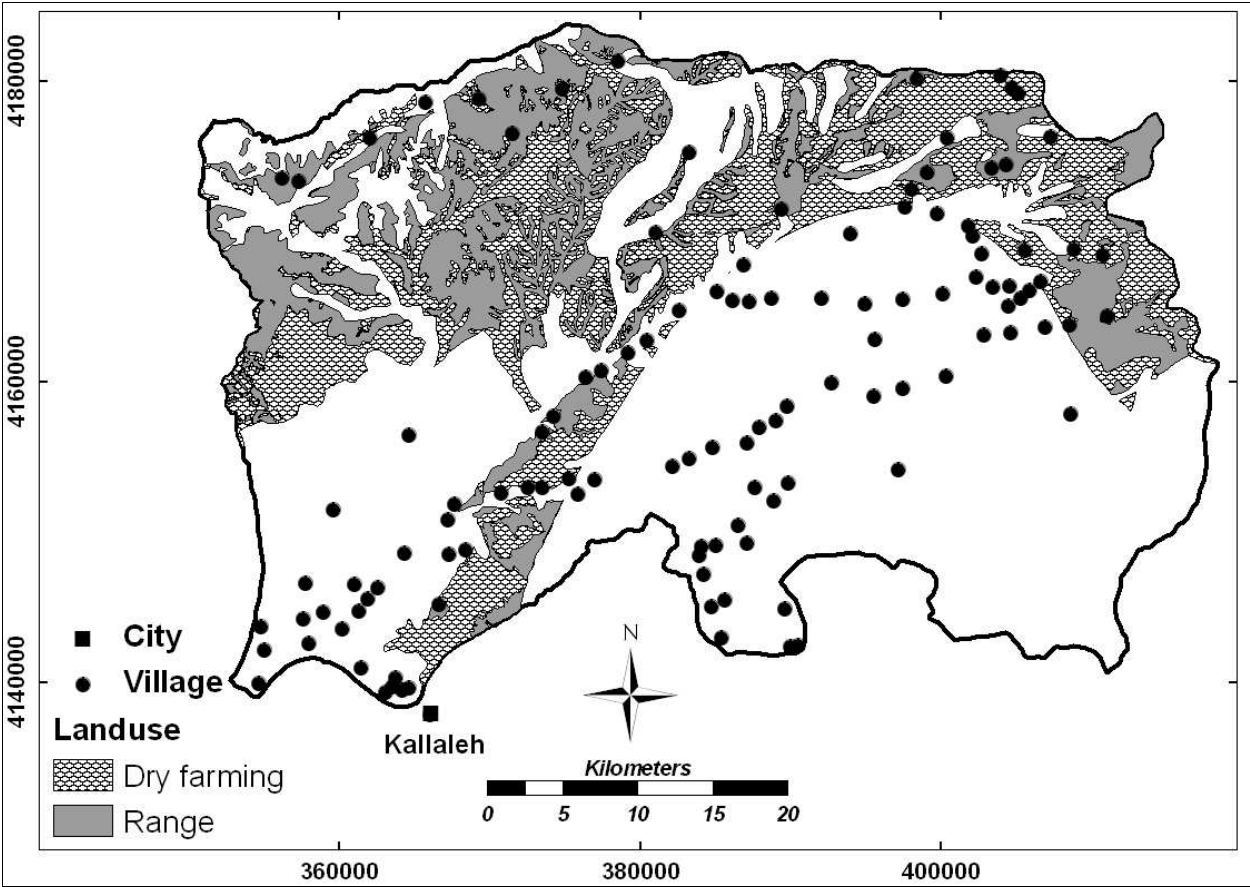 4180000
4160000
4140000
N
City
Village
Kallaleh
Landuse
Dry farming
Range
Kilometers
0 5 10 15 20
360000 380000 400000